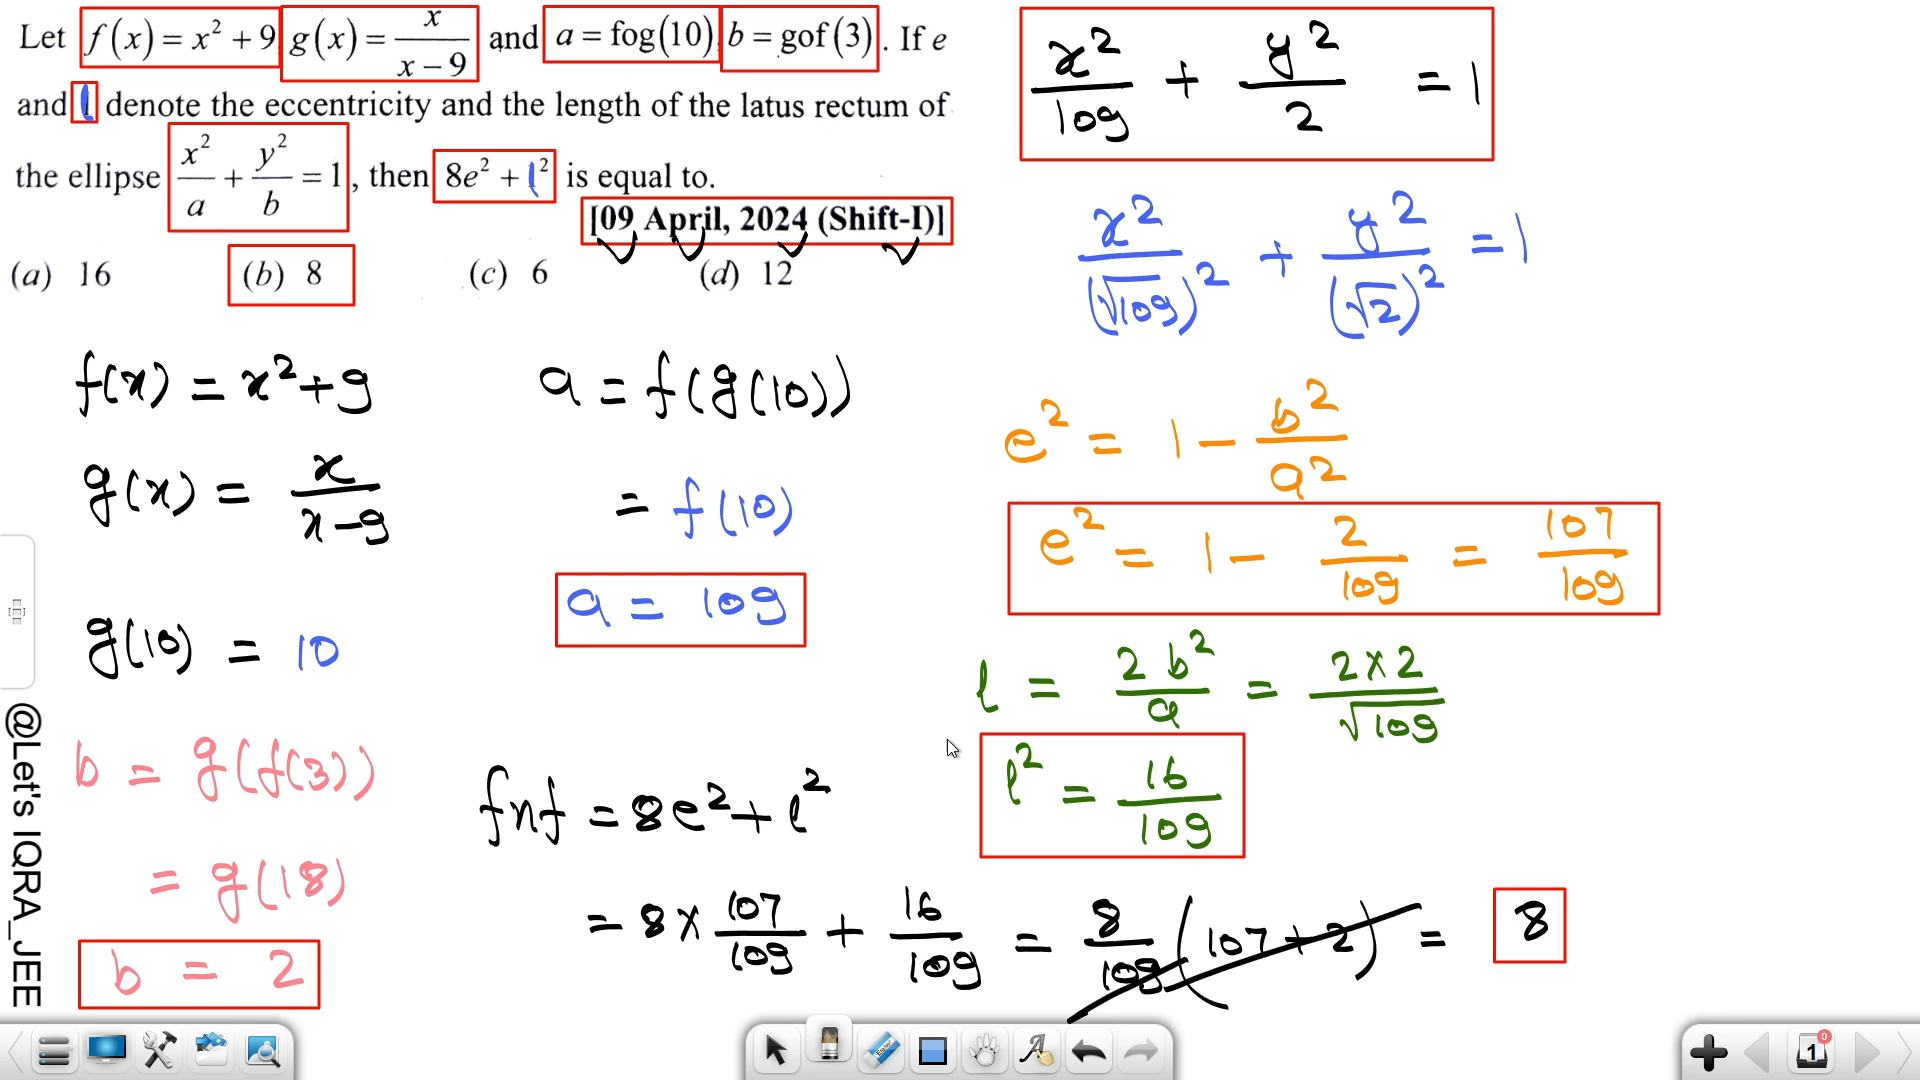 Let f(x) = x² + 9 g(x) = x/(x − 9) and a = fog(10) b = gof(3). If e
and l denote the eccentricity and the length of the latus rectum of
the ellipse x²/a + y²/b = 1, then 8e² + l² is equal to.
[09 April, 2024 (Shift-I)]
(a) 16 (b) 8 (c) 6 (d) 12
f(x) = x² + 9
g(x) = x/(x − 9)
g(10) = 10
b = g(f(3))
= g(18)
b = 2
a = f(g(10))
= f(10)
a = 109
fnf = 8e² + l²
= 8 × 107/109 + 16/109 = 8/109 (107 + 2) = 8
x²/109 + y²/2 = 1
x²/(√109)² + y²/(√2)² = 1
e² = 1 − b²/a²
e² = 1 − 2/109 = 107/109
l = 2b²/a = 2×2/√109
l² = 16/109
@Let's IQRA_JEE
Eraser
A
1
0